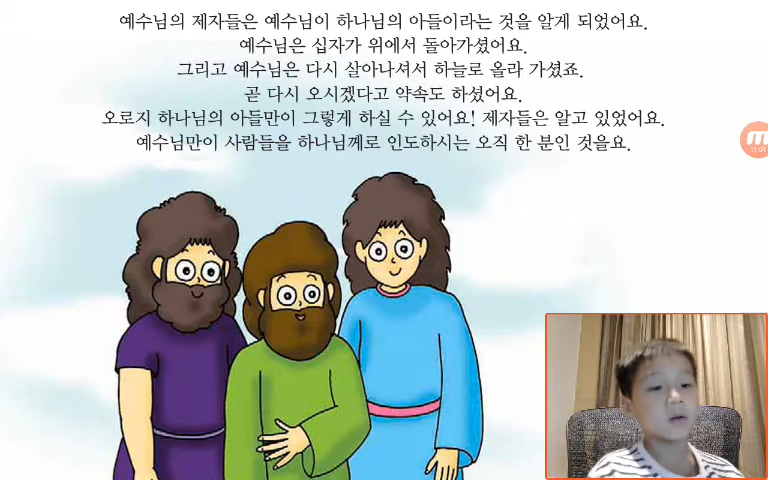 예수님의 제자들은 예수님이 하나님의 아들이라는 것을 알게 되었어요.
예수님은 십자가 위에서 돌아가셨어요.
그리고 예수님은 다시 살아나셔서 하늘로 올라 가셨죠.
곧 다시 오시겠다고 약속도 하셨어요.
오로지 하나님의 아들만이 그렇게 하실 수 있어요! 제자들은 알고 있었어요.
예수님만이 사람들을 하나님께로 인도하시는 오직 한 분인 것을요.